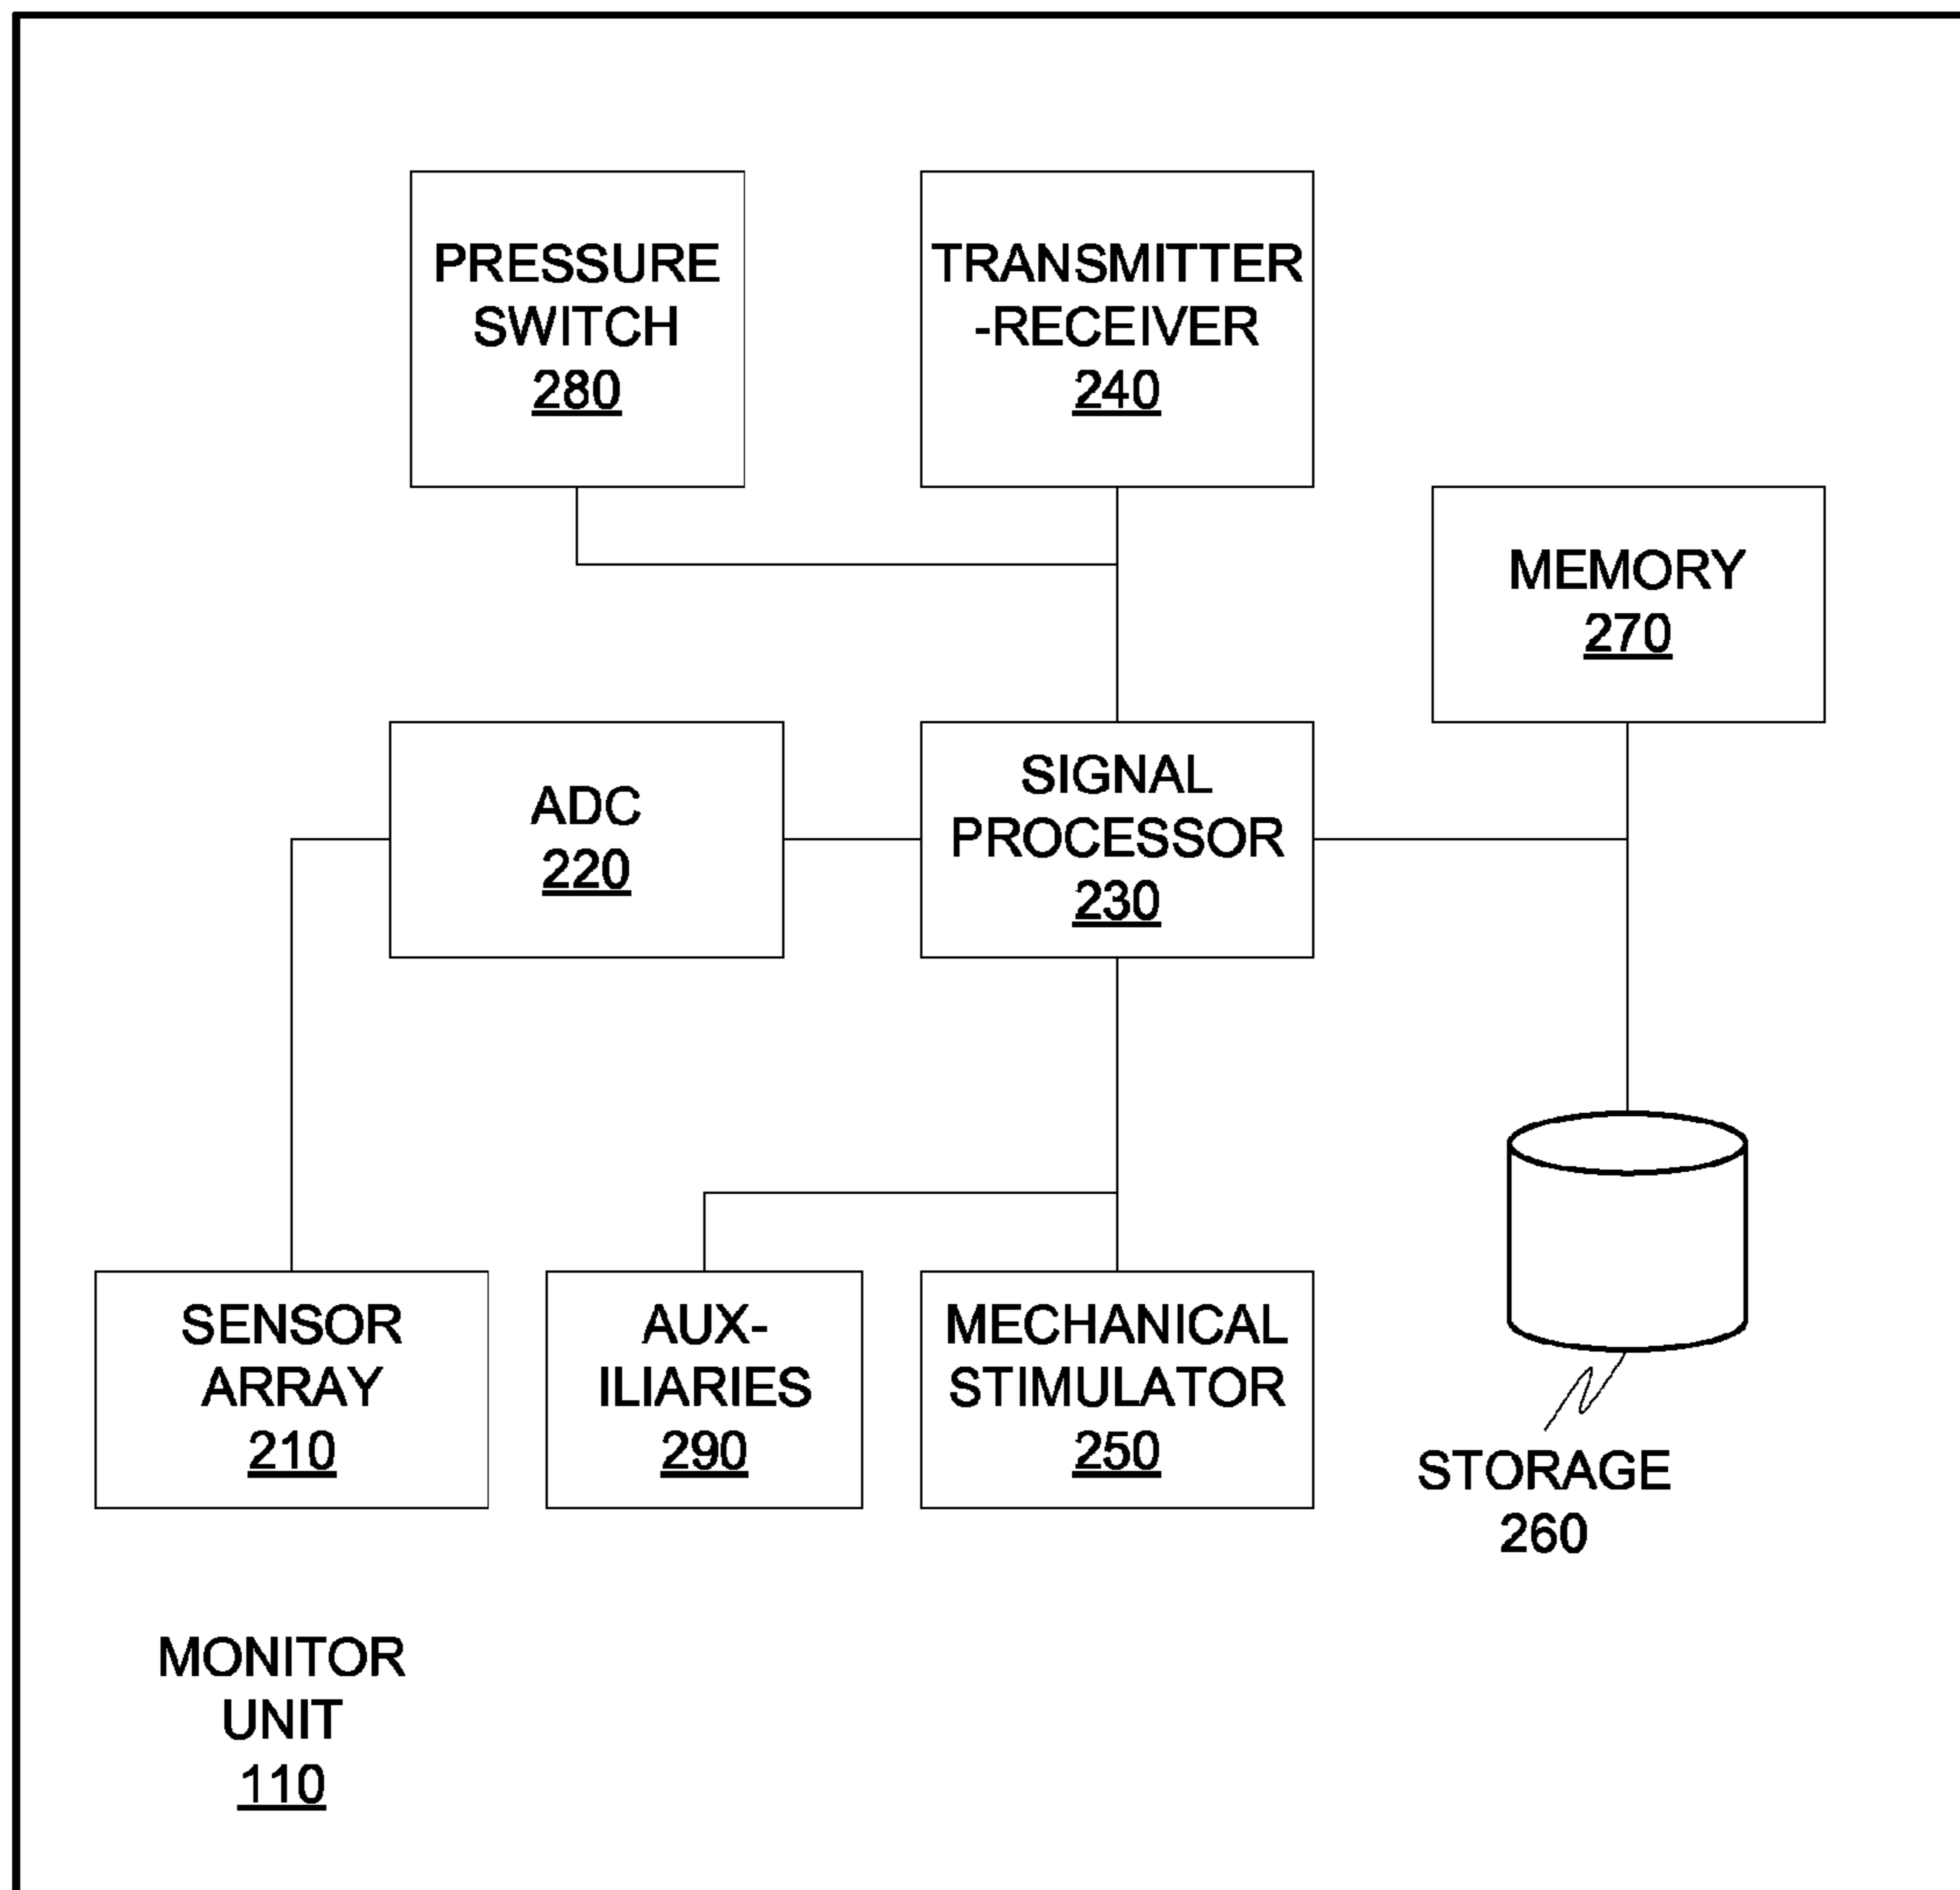 PRESSURE
SWITCH
280
TRANSMITTER
-RECEIVER
240
MEMORY
270
ADC
220
SIGNAL
PROCESSOR
230
SENSOR
ARRAY
210
AUX-
ILIARIES
290
MECHANICAL
STIMULATOR
250
STORAGE
260
MONITOR
UNIT
110